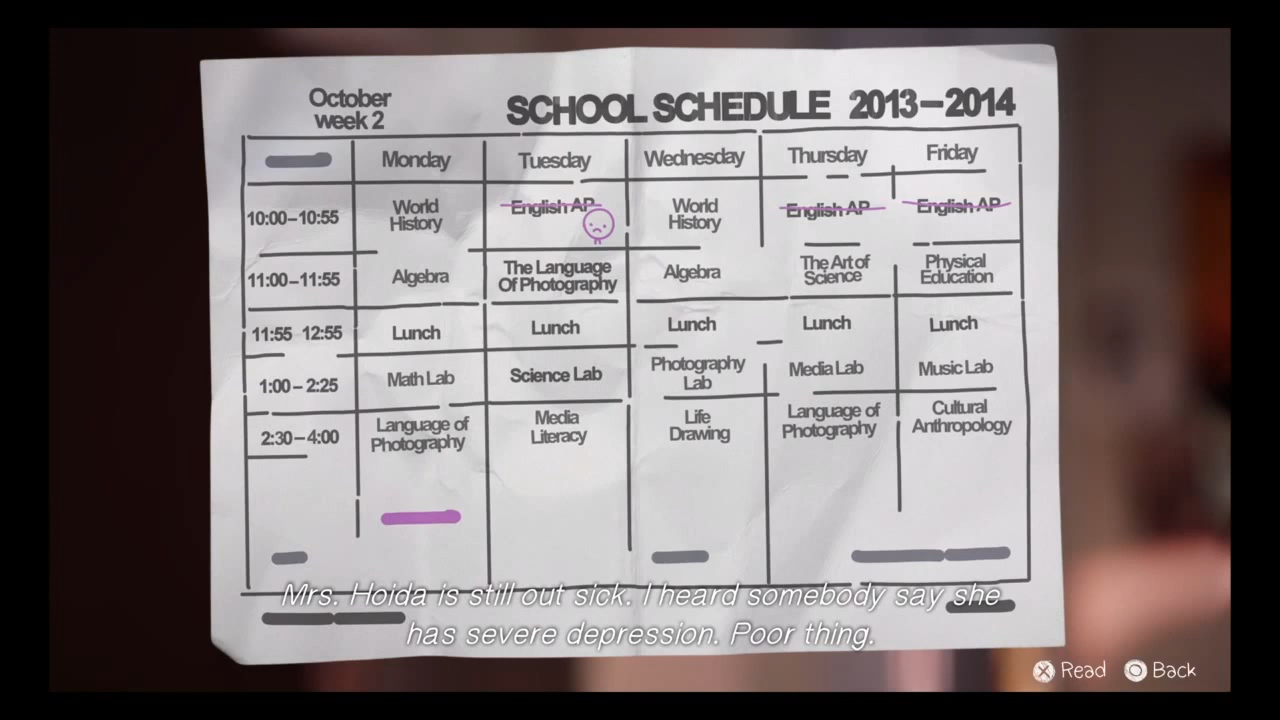 October
week 2
SCHOOL SCHEDULE 2013–2014
Monday Tuesday Wednesday Thursday Friday
10:00–10:55 World History English AP World History English AP English AP
11:00–11:55 Algebra The Language Of Photography Algebra The Art of Science Physical Education
11:55 12:55 Lunch Lunch Lunch Lunch Lunch
1:00–2:25 Math Lab Science Lab Photography Lab Media Lab Music Lab
2:30–4:00 Language of Photography Media Literacy Life Drawing Language of Photography Cultural Anthropology
Mrs. Hoida is still out sick. I heard somebody say she
has severe depression. Poor thing.
Read Back